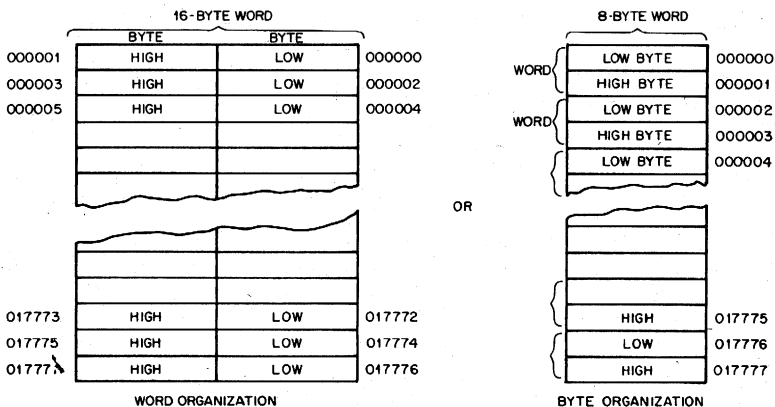 16-BYTE WORD
BYTE BYTE
000001 HIGH LOW 000000
000003 HIGH LOW 000002
000005 HIGH LOW 000004
017773 HIGH LOW 017772
017775 HIGH LOW 017774
017777 HIGH LOW 017776
WORD ORGANIZATION
OR
8-BYTE WORD
WORD
LOW BYTE 000000
HIGH BYTE 000001
WORD
LOW BYTE 000002
HIGH BYTE 000003
LOW BYTE 000004
HIGH 017775
LOW 017776
HIGH 017777
BYTE ORGANIZATION